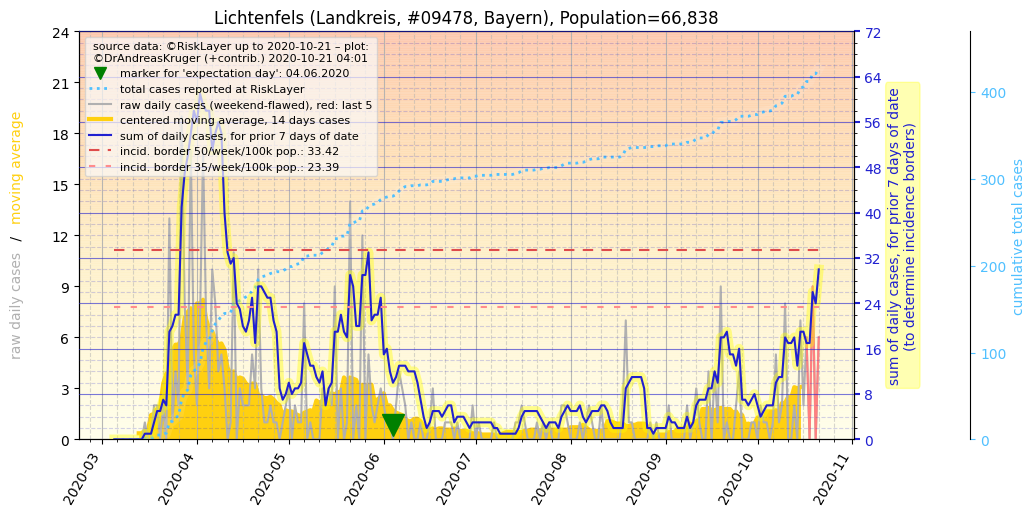 Lichtenfels (Landkreis, #09478, Bayern), Population=66,838
source data: ©RiskLayer up to 2020-10-21 – plot:
©DrAndreasKruger (+contrib.) 2020-10-21 04:01
marker for 'expectation day': 04.06.2020
total cases reported at RiskLayer
raw daily cases (weekend-flawed), red: last 5
centered moving average, 14 days cases
sum of daily cases, for prior 7 days of date
incid. border 50/week/100k pop.: 33.42
incid. border 35/week/100k pop.: 23.39
raw daily cases / moving average
24
21
18
15
12
9
6
3
0
2020-03
2020-04
2020-05
2020-06
2020-07
2020-08
2020-09
2020-10
2020-11
72
64
56
48
40
32
24
16
8
0
sum of daily cases, for prior 7 days of date
(to determine incidence borders)
400
300
200
100
0
cumulative total cases